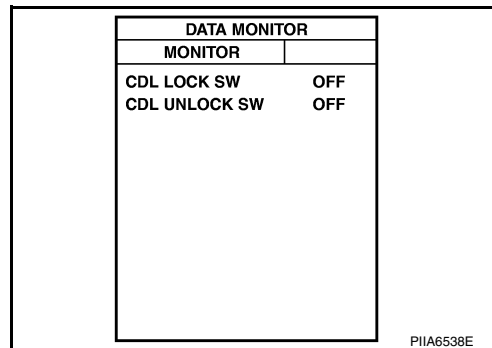 DATA MONITOR
MONITOR
CDL LOCK SW OFF
CDL UNLOCK SW OFF
PIIA6538E